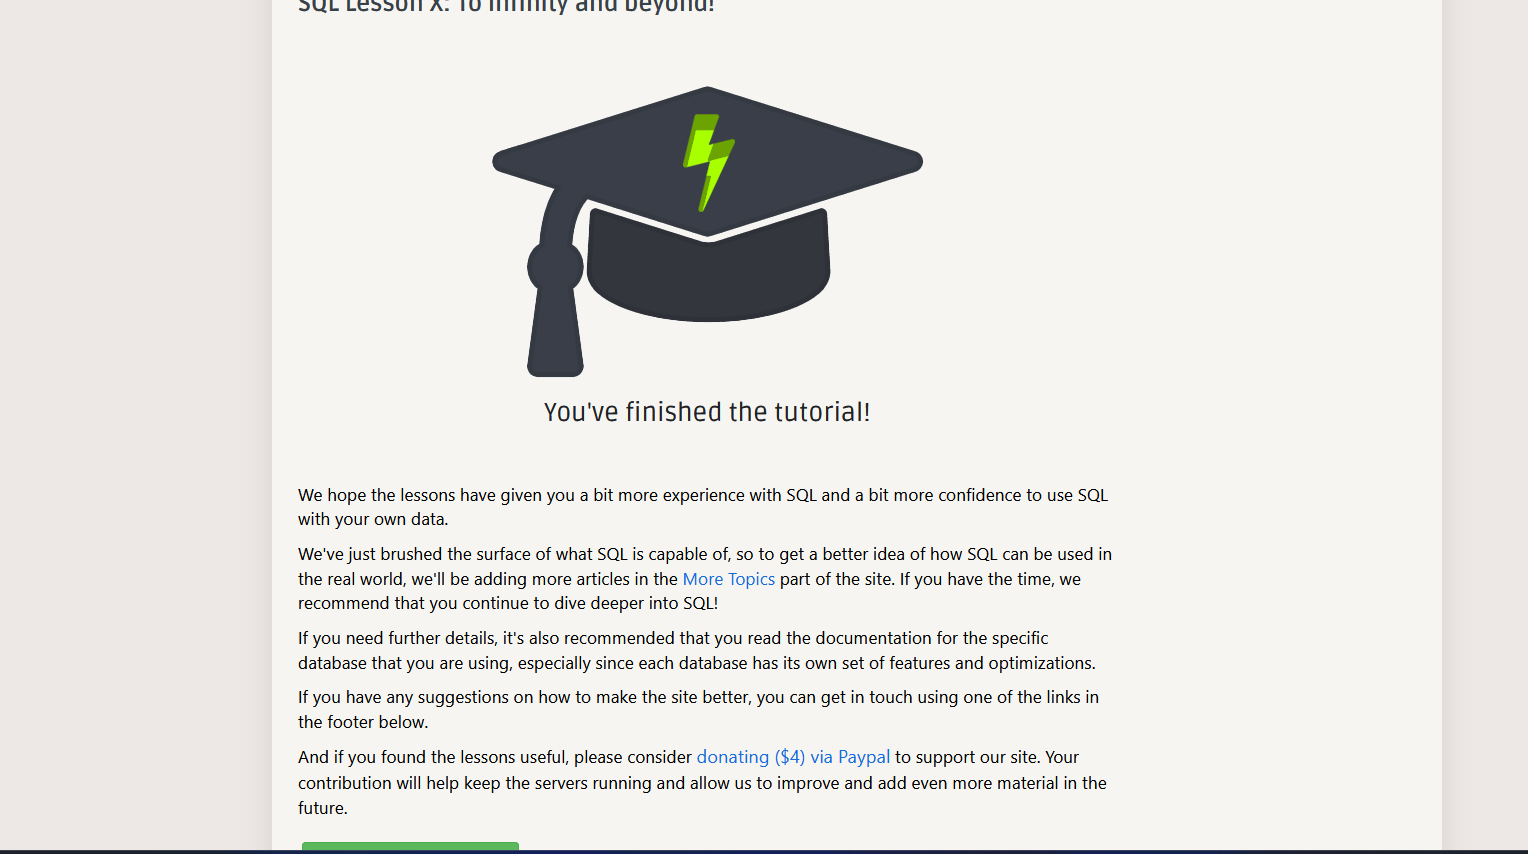 SQL Lesson X: To infinity and beyond!
You've finished the tutorial!
We hope the lessons have given you a bit more experience with SQL and a bit more confidence to use SQL
with your own data.
We've just brushed the surface of what SQL is capable of, so to get a better idea of how SQL can be used in
the real world, we'll be adding more articles in the More Topics part of the site. If you have the time, we
recommend that you continue to dive deeper into SQL!
If you need further details, it's also recommended that you read the documentation for the specific
database that you are using, especially since each database has its own set of features and optimizations.
If you have any suggestions on how to make the site better, you can get in touch using one of the links in
the footer below.
And if you found the lessons useful, please consider donating ($4) via Paypal to support our site. Your
contribution will help keep the servers running and allow us to improve and add even more material in the
future.